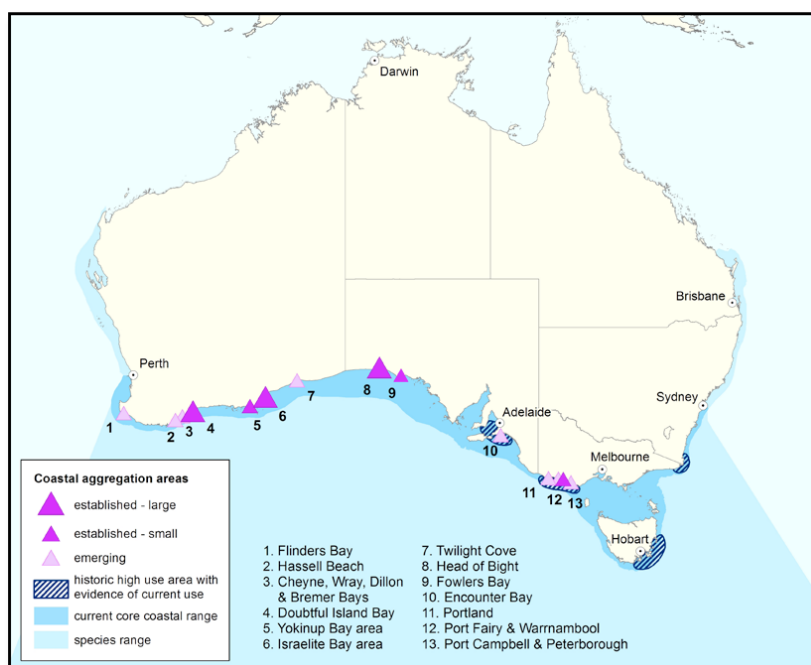 Darwin
Brisbane
Perth
Sydney
Adelaide
Melbourne
Hobart
1
2
3
4
5
6
7
8
9
10
11
12
13
Coastal aggregation areas
established - large
established - small
emerging
historic high use area with
evidence of current use
current core coastal range
species range
1. Flinders Bay
2. Hassell Beach
3. Cheyne, Wray, Dillon
& Bremer Bays
4. Doubtful Island Bay
5. Yokinup Bay area
6. Israelite Bay area
7. Twilight Cove
8. Head of Bight
9. Fowlers Bay
10. Encounter Bay
11. Portland
12. Port Fairy & Warrnambool
13. Port Campbell & Peterborough